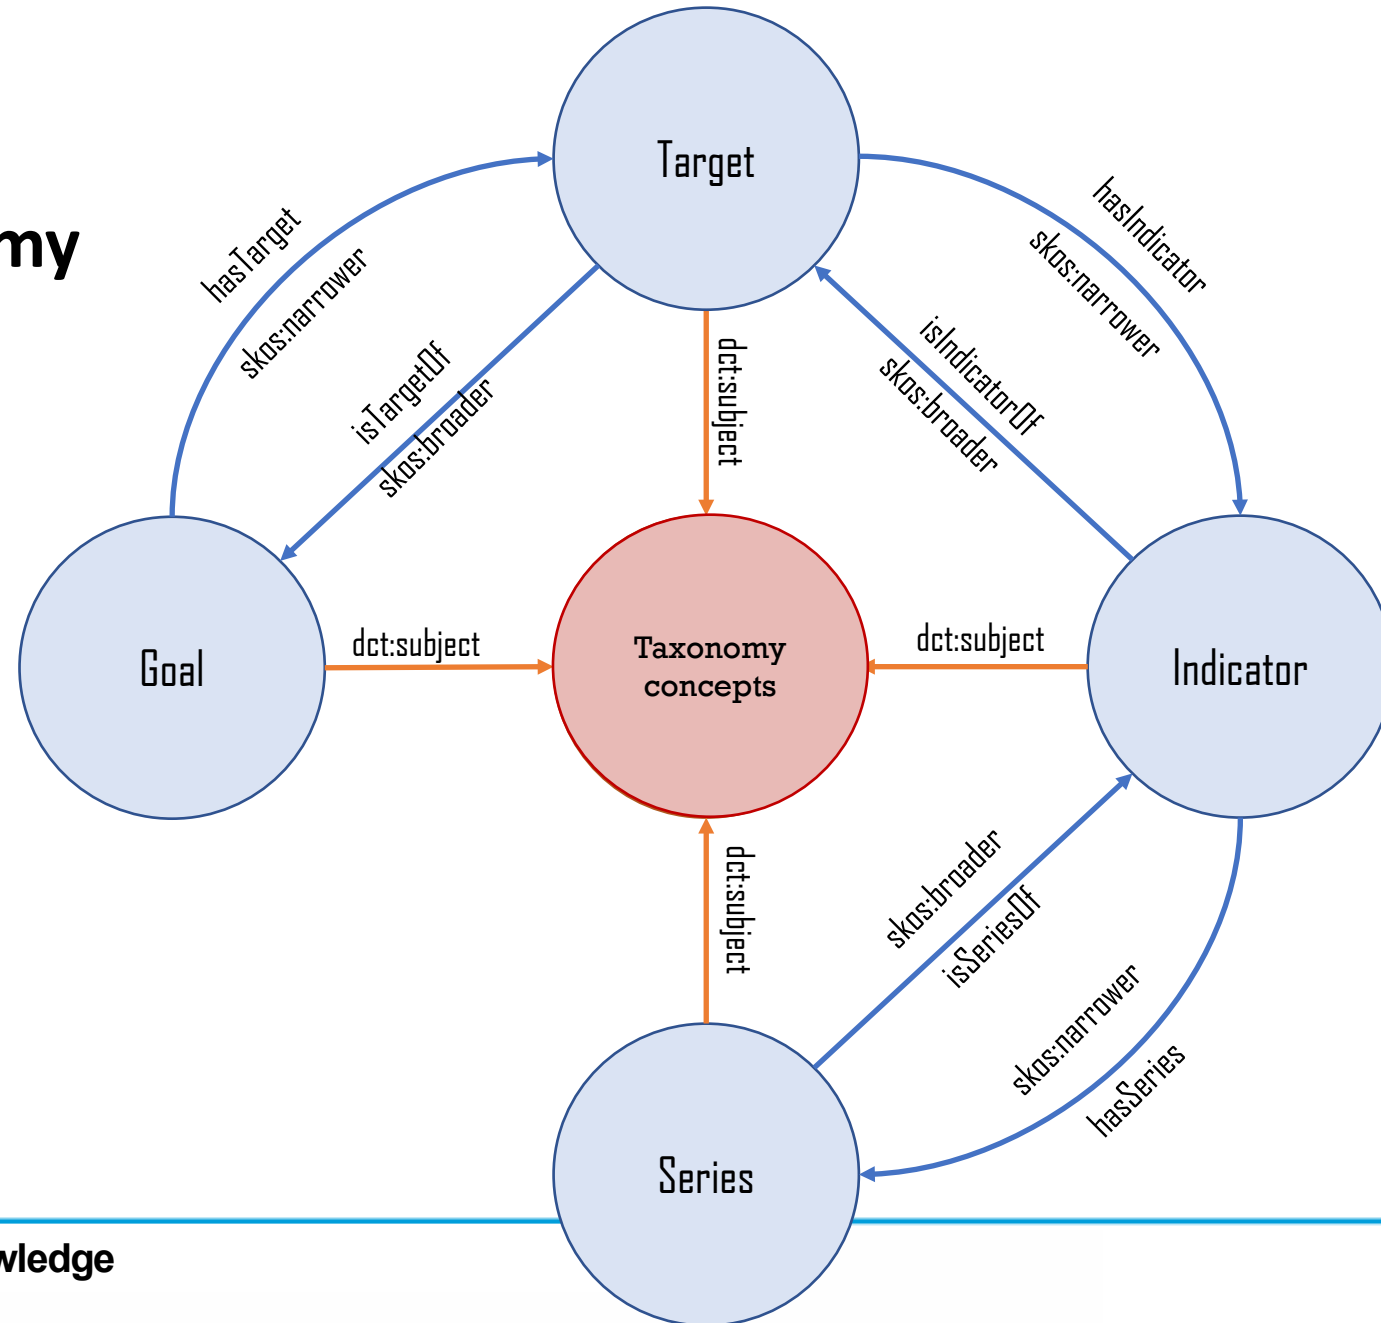 Target
my
hasTarget
skos:narrower
hasIndicator
skos:narrower
isTargetOf
skos:broader
dct:subject
isIndicatorOf
skos:broader
Goal
dct:subject
Taxonomy
concepts
dct:subject
Indicator
dct:subject
skos:broader
isSeriesOf
skos:narrower
hasSeries
Series
wledge